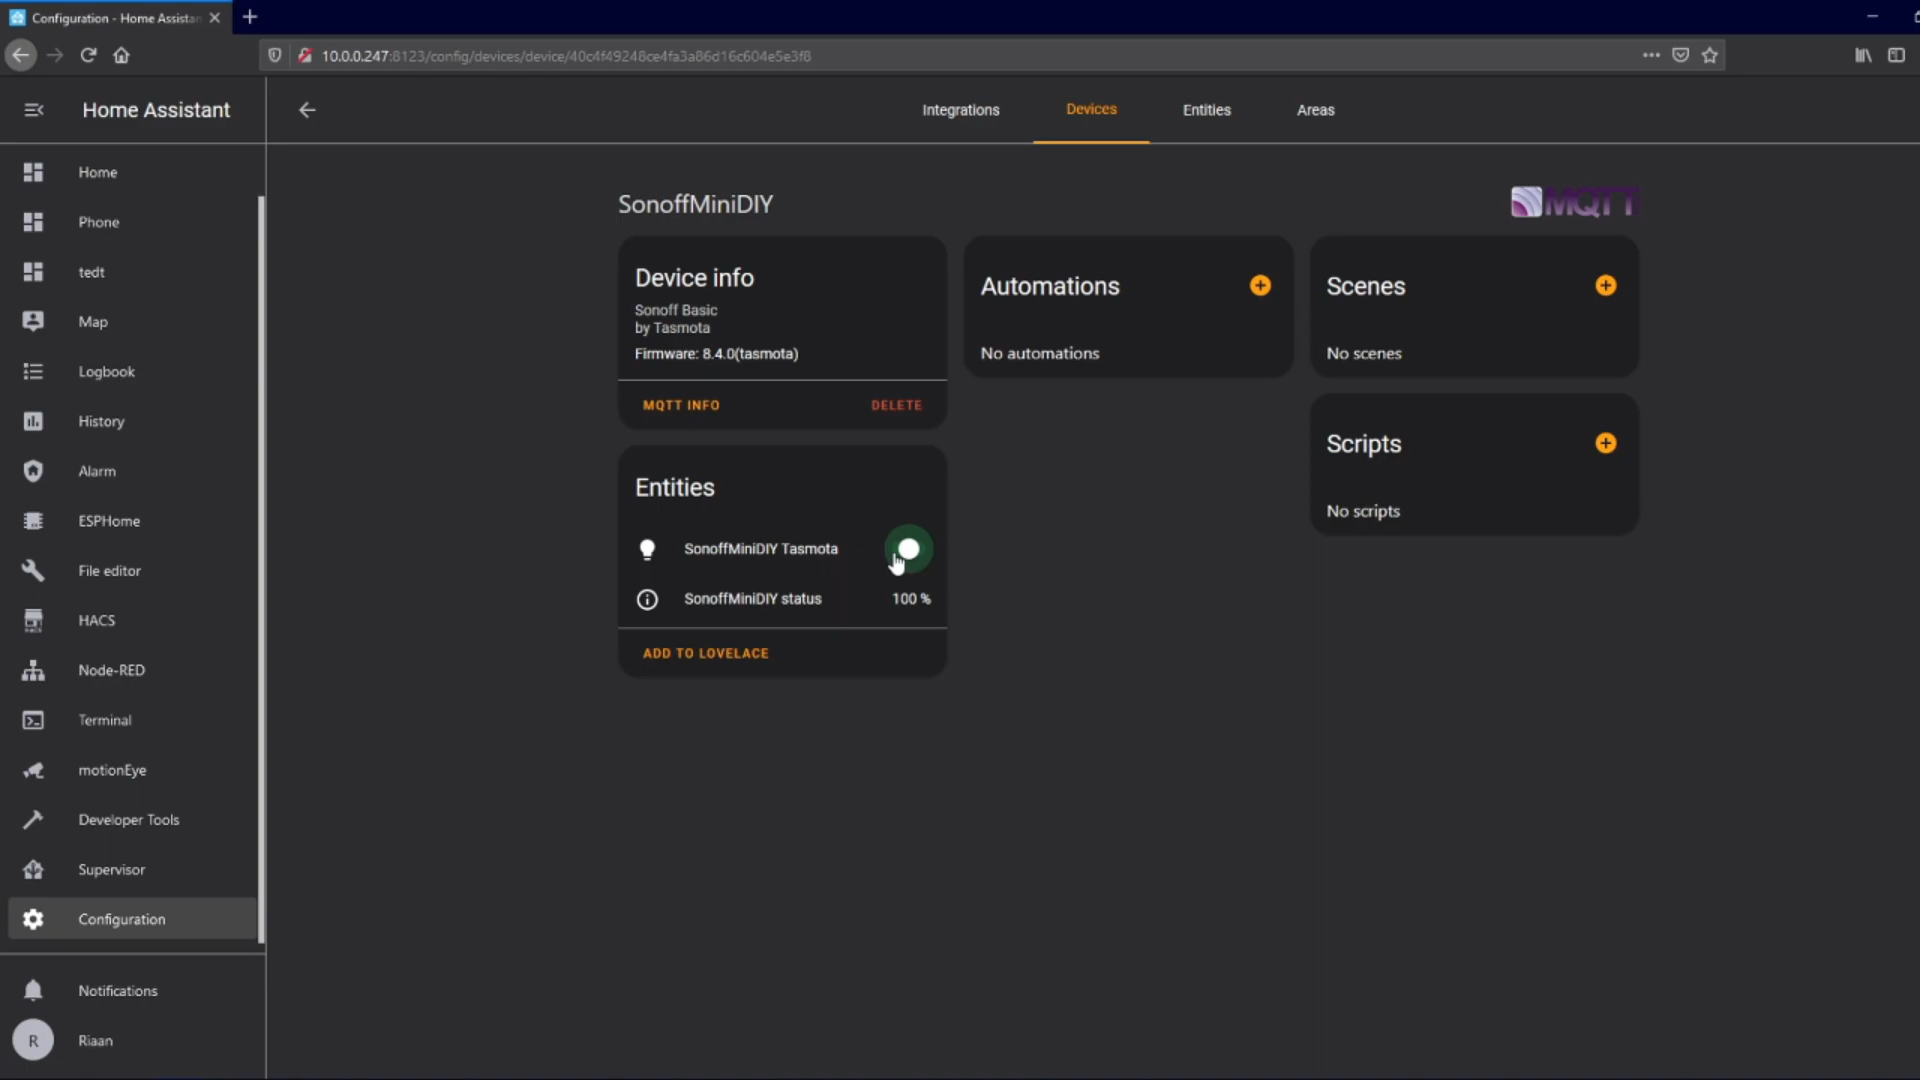 Configuration - Home Assistan
10.0.0.247:8123/config/devices/device/40c4f49248ce4fa3a86d16c604e5e3f8
Home Assistant
Integrations
Devices
Entities
Areas
Home
Phone
tedt
Map
Logbook
History
Alarm
ESPHome
File editor
HACS
Node-RED
Terminal
motionEye
Developer Tools
Supervisor
Configuration
Notifications
R
Riaan
SonoffMiniDIY
MQTT
Device info
Sonoff Basic
by Tasmota
Firmware: 8.4.0(tasmota)
MQTT INFO
DELETE
Automations
No automations
Scenes
No scenes
Scripts
No scripts
Entities
SonoffMiniDIY Tasmota
SonoffMiniDIY status
100 %
ADD TO LOVELACE